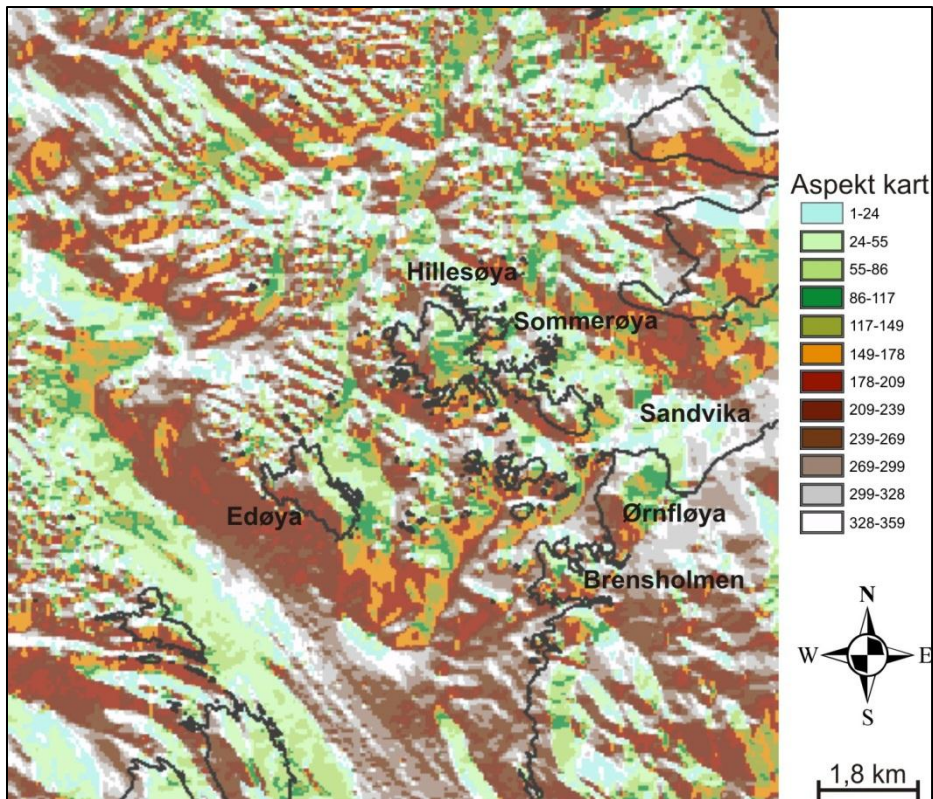 Hillesøya
Sommerøya
Sandvika
Edøya
Ørnfløya
Brensholmen
Aspekt kart
1-24
24-55
55-86
86-117
117-149
149-178
178-209
209-239
239-269
269-299
299-328
328-359
N
W E
S
1,8 km